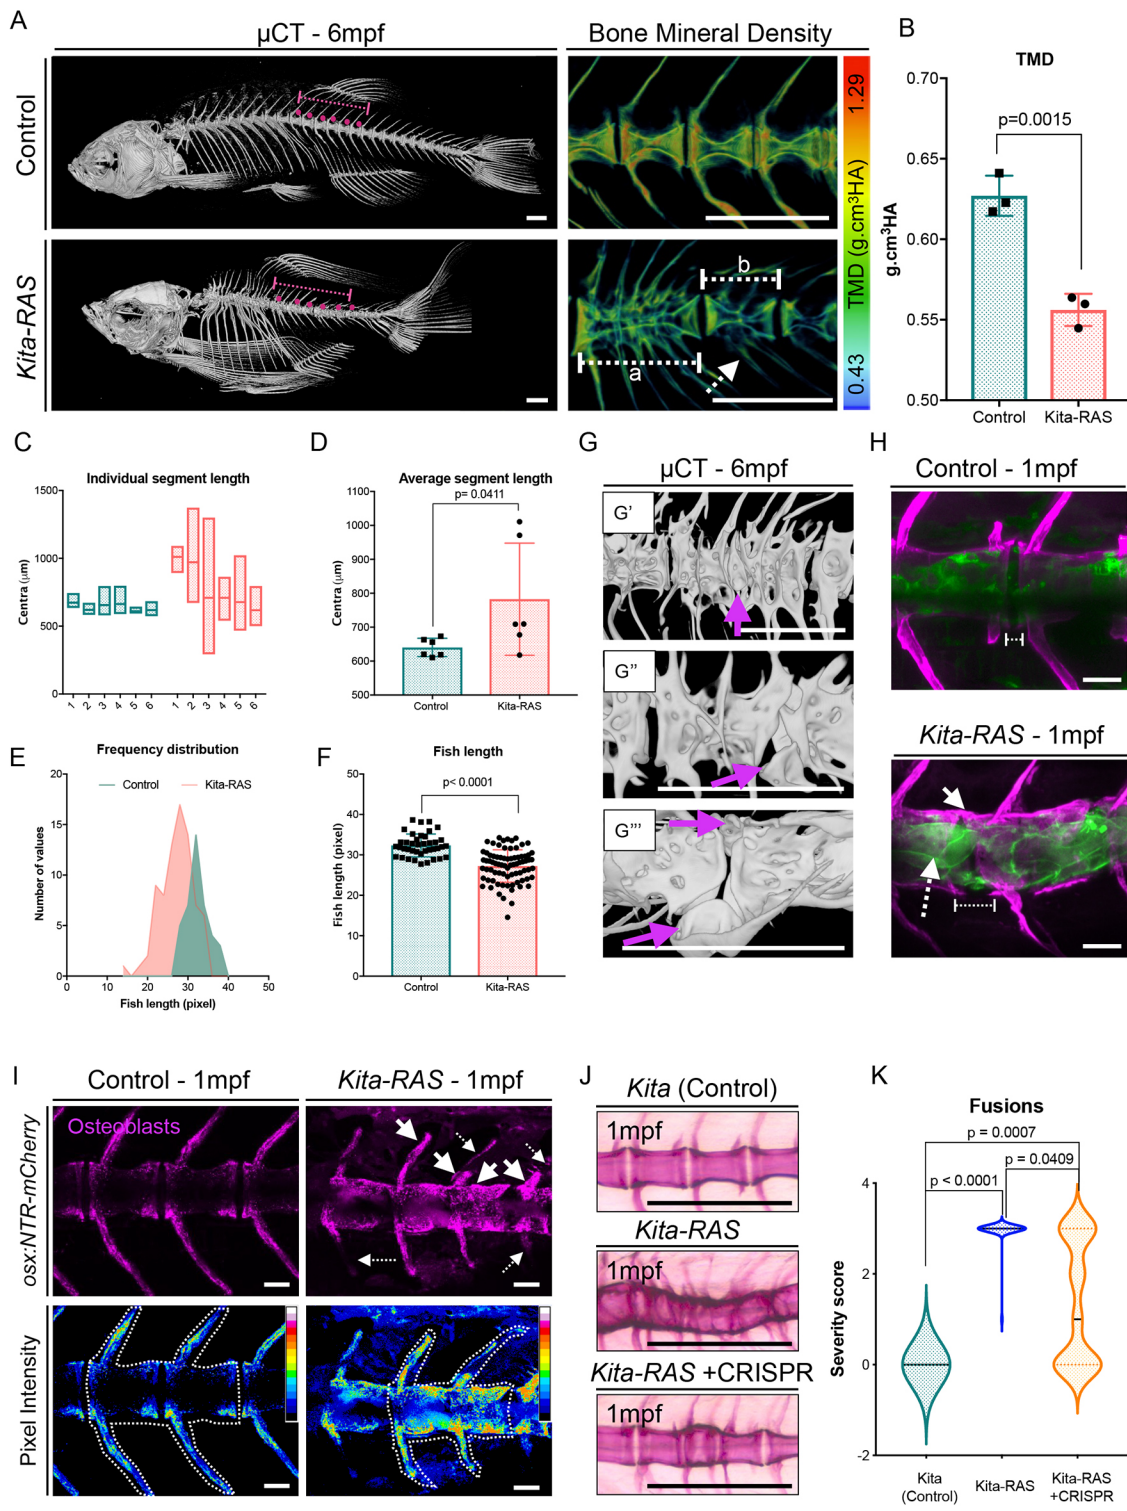 A
µCT - 6mpf
Bone Mineral Density
Control
Kita-RAS
a
b
1.29
TMD (g.cm³HA)
0.43
B
TMD
p=0.0015
0.70
0.65
0.60
0.55
0.50
g.cm³HA
Control
Kita-RAS
C
Individual segment length
1500
1000
500
0
Centra (µm)
1 2 3 4 5 6 1 2 3 4 5 6
D
Average segment length
p= 0.0411
1100
1000
900
800
700
600
500
Centra (µm)
Control
Kita-RAS
E
Frequency distribution
Control
Kita-RAS
20
15
10
5
0
Number of values
0 10 20 30 40 50
Fish length (pixel)
F
Fish length
p< 0.0001
50
40
30
20
10
0
Fish length (pixel)
Control
Kita-RAS
G
µCT - 6mpf
G’
G’’
G’’’
H
Control - 1mpf
Kita-RAS - 1mpf
I
Control - 1mpf
Kita-RAS - 1mpf
osx:NTR-mCherry
Osteoblasts
Pixel Intensity
J
Kita (Control)
1mpf
Kita-RAS
1mpf
Kita-RAS +CRISPR
1mpf
K
Fusions
p = 0.0007
p = 0.0409
p < 0.0001
4
2
0
-2
Severity score
Kita
(Control)
Kita-RAS
Kita-RAS
+CRISPR